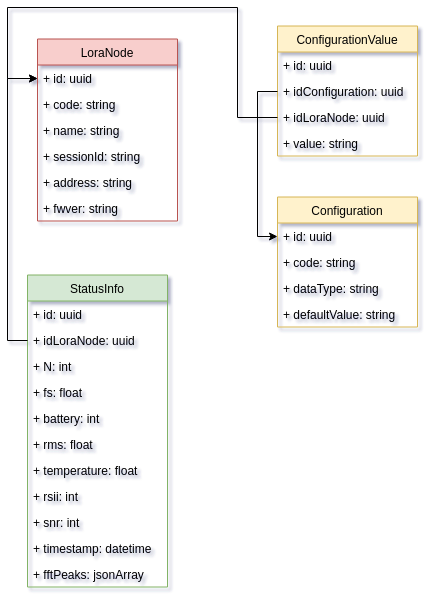 LoraNode
+ id: uuid
+ code: string
+ name: string
+ sessionId: string
+ address: string
+ fwver: string
ConfigurationValue
+ id: uuid
+ idConfiguration: uuid
+ idLoraNode: uuid
+ value: string
Configuration
+ id: uuid
+ code: string
+ dataType: string
+ defaultValue: string
StatusInfo
+ id: uuid
+ idLoraNode: uuid
+ N: int
+ fs: float
+ battery: int
+ rms: float
+ temperature: float
+ rsii: int
+ snr: int
+ timestamp: datetime
+ fftPeaks: jsonArray